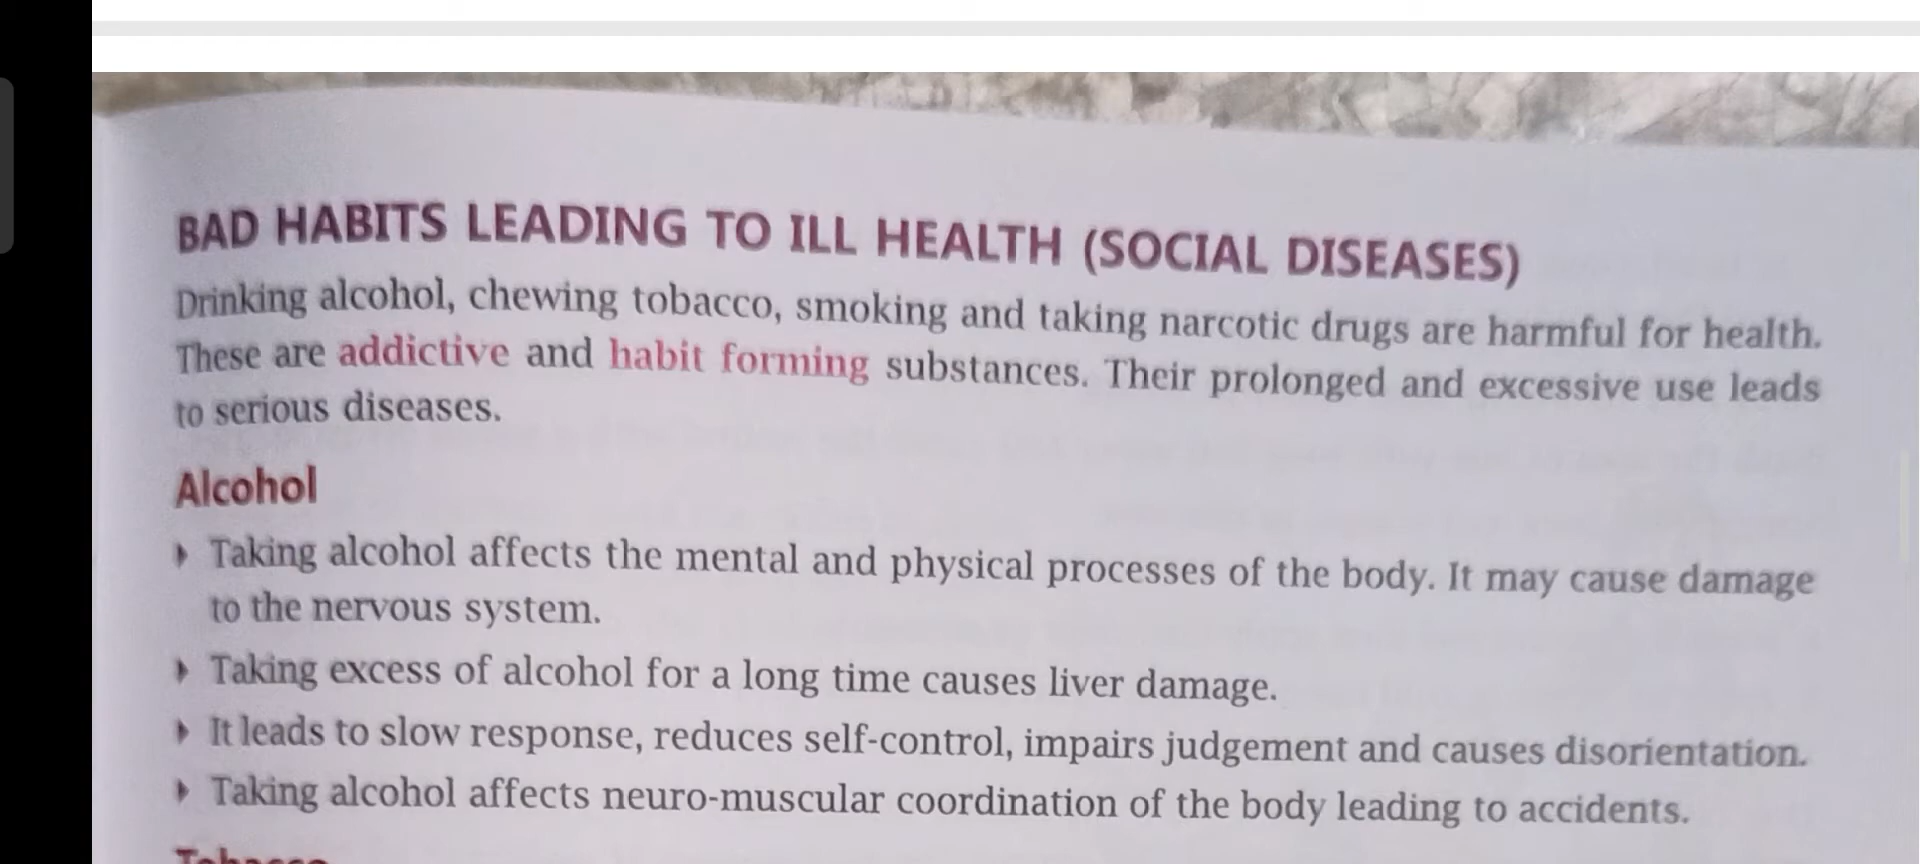 BAD HABITS LEADING TO ILL HEALTH (SOCIAL DISEASES)
Drinking alcohol, chewing tobacco, smoking and taking narcotic drugs are harmful for health.
These are addictive and habit forming substances. Their prolonged and excessive use leads
to serious diseases.
Alcohol
Taking alcohol affects the mental and physical processes of the body. It may cause damage
to the nervous system.
Taking excess of alcohol for a long time causes liver damage.
It leads to slow response, reduces self-control, impairs judgement and causes disorientation.
Taking alcohol affects neuro-muscular coordination of the body leading to accidents.
Tobacco